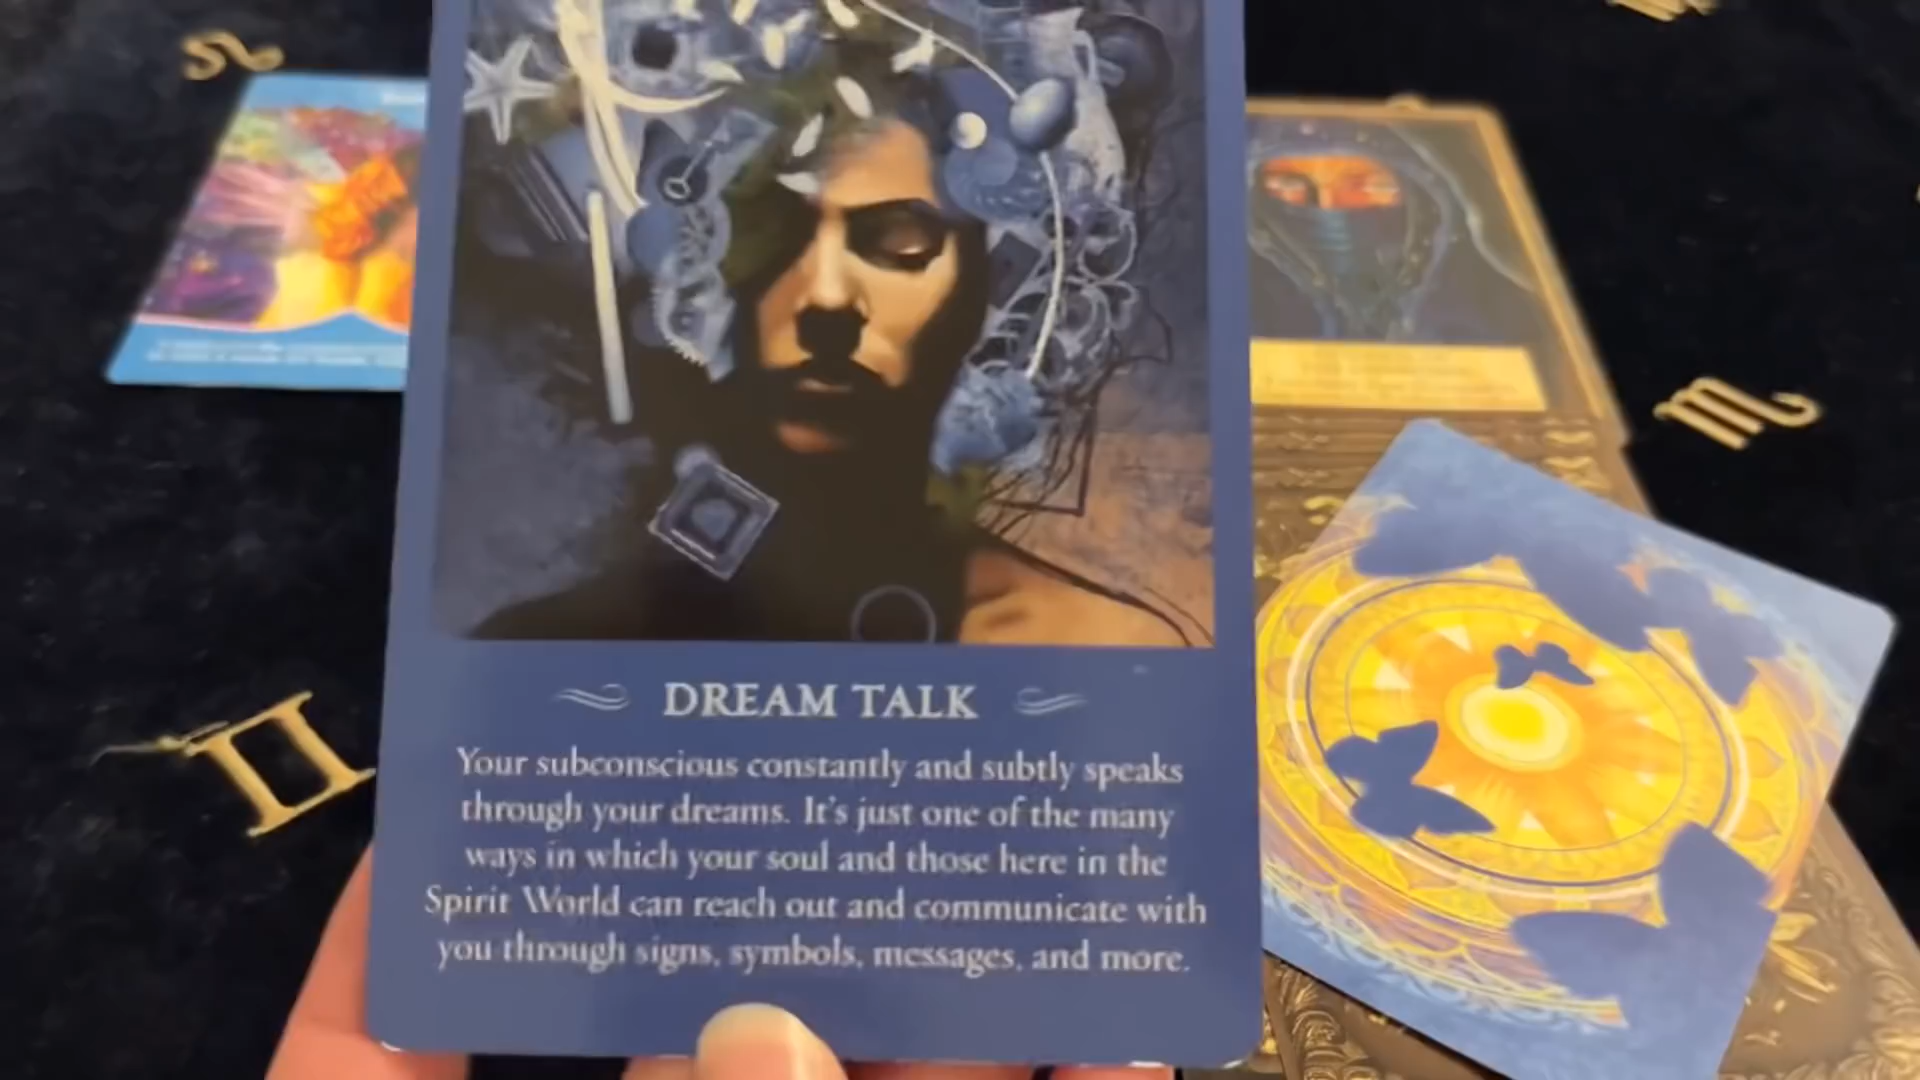 DREAM TALK
Your subconscious constantly and subtly speaks
through your dreams. It's just one of the many
ways in which your soul and those here in the
Spirit World can reach out and communicate with
you through signs, symbols, messages, and more.